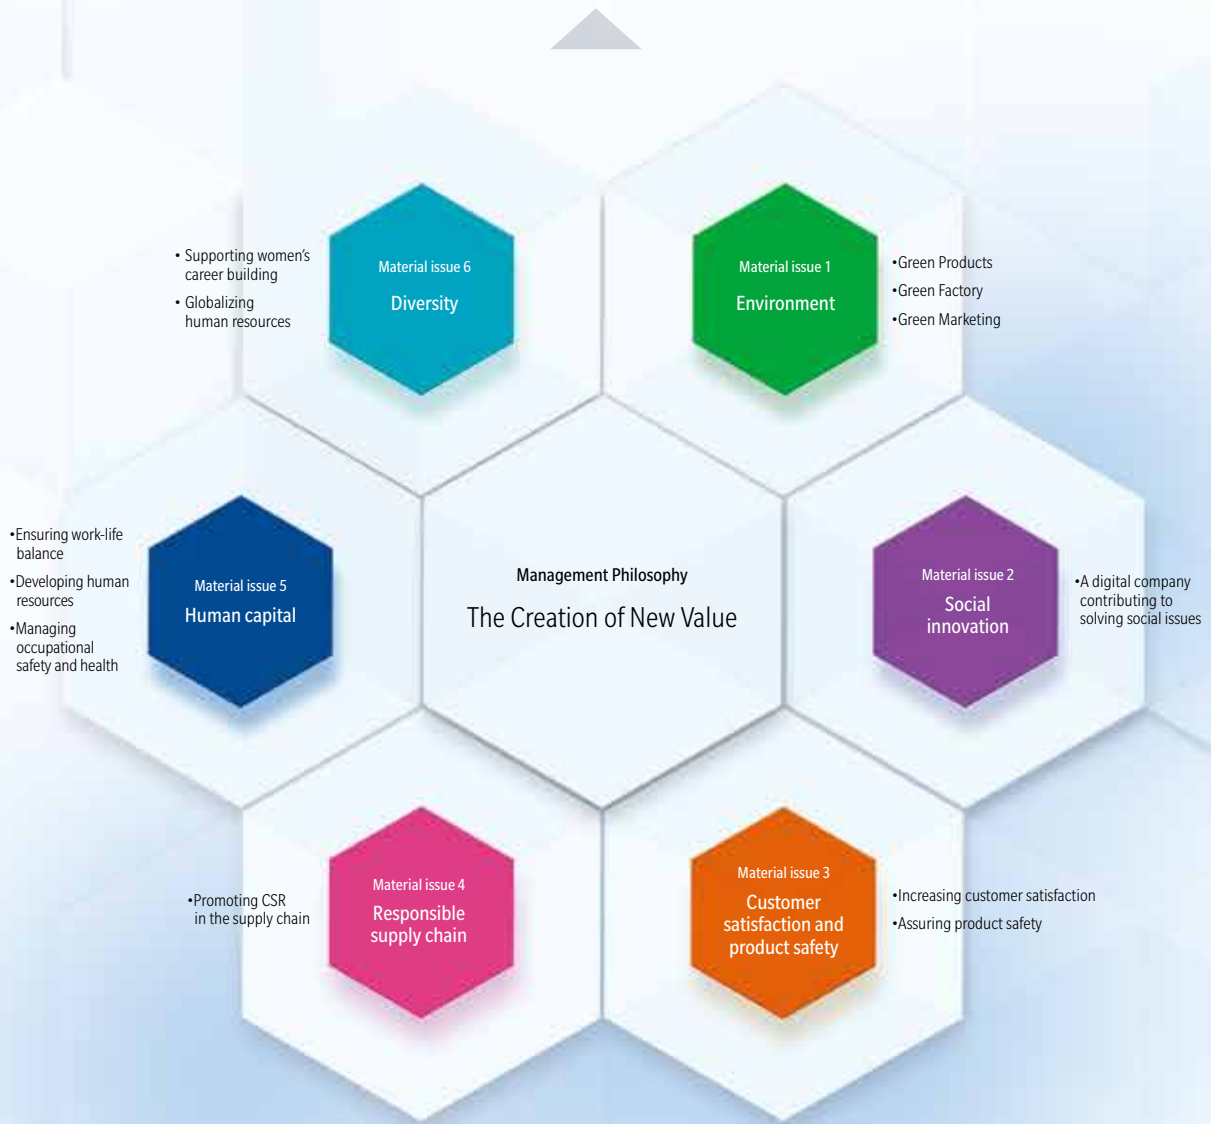 Material issue 6
Diversity
• Supporting women's
career building
• Globalizing
human resources
Material issue 1
Environment
•Green Products
•Green Factory
•Green Marketing
•Ensuring work-life
balance
•Developing human
resources
•Managing
occupational
safety and health
Material issue 5
Human capital
Management Philosophy
The Creation of New Value
Material issue 2
Social
innovation
•A digital company
contributing to
solving social issues
•Promoting CSR
in the supply chain
Material issue 4
Responsible
supply chain
Material issue 3
Customer
satisfaction and
product safety
•Increasing customer satisfaction
•Assuring product safety